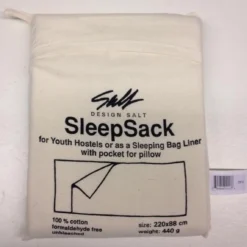 Salt
DESIGN SALT
SleepSack
for Youth Hostels or as a Sleeping Bag Liner
with pocket for pillow
100 % cotton
formaldehyde free
unbleached
size: 220x88 cm
weight: 440 g